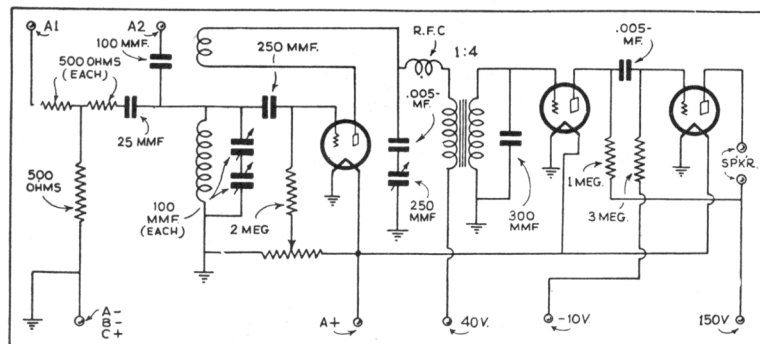 A1
A2
100 MMF.
500 OHMS
(EACH)
25 MMF
500
OHMS
100
MMF.
(EACH)
250 MMF.
2 MEG
R.F.C
1:4
.005-
MF.
250
MMF
300
MMF
.005-
MF.
1 MEG.
3 MEG.
SP'K'R.
A-
B-
C+
A+
40V.
-10V.
150V